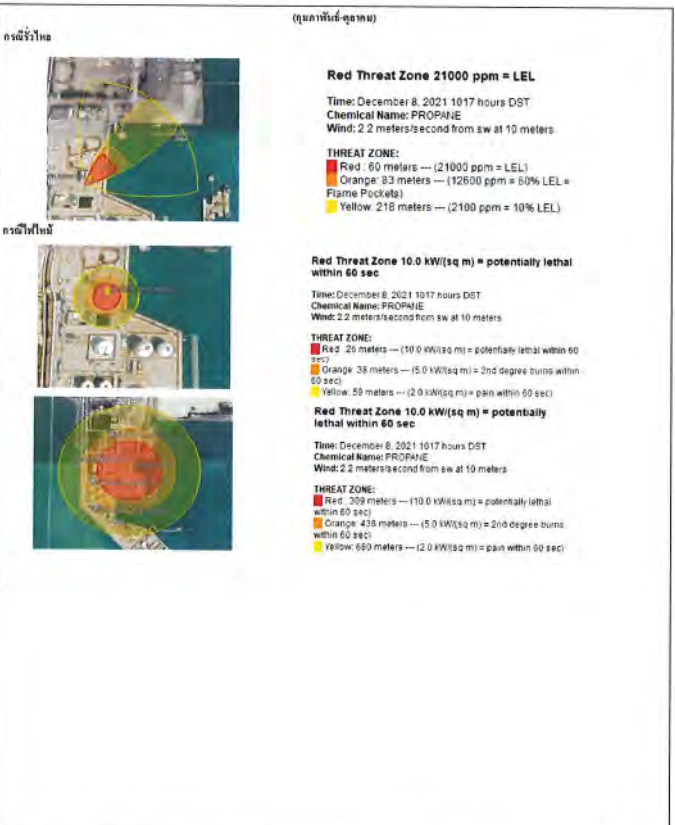 (กุมภาพันธ์-ตุลาคม)
กรณีรั่วไหล
Red Threat Zone 21000 ppm = LEL
Time: December 8, 2021 1017 hours DST
Chemical Name: PROPANE
Wind: 2.2 meters/second from sw at 10 meters
THREAT ZONE:
Red : 60 meters --- (21000 ppm = LEL)
Orange: 83 meters --- (12600 ppm = 60% LEL =
Flame Pockets)
Yellow: 218 meters --- (2100 ppm = 10% LEL)
กรณีไฟไหม้
Red Threat Zone 10.0 kW/(sq m) = potentially lethal
within 60 sec
Time: December 8, 2021 1017 hours DST
Chemical Name: PROPANE
Wind: 2.2 meters/second from sw at 10 meters
THREAT ZONE:
Red : 26 meters --- (10.0 kW/(sq m) = potentially lethal within 60
sec)
Orange: 38 meters --- (5.0 kW/(sq m) = 2nd degree burns within
60 sec)
Yellow: 59 meters --- (2.0 kW/(sq m) = pain within 60 sec)
Red Threat Zone 10.0 kW/(sq m) = potentially
lethal within 60 sec
Time: December 8, 2021 1017 hours DST
Chemical Name: PROPANE
Wind: 2.2 meters/second from sw at 10 meters
THREAT ZONE:
Red : 309 meters --- (10.0 kW/(sq m) = potentially lethal
within 60 sec)
Orange: 436 meters --- (5.0 kW/(sq m) = 2nd degree burns
within 60 sec)
Yellow: 680 meters --- (2.0 kW/(sq m) = pain within 60 sec)